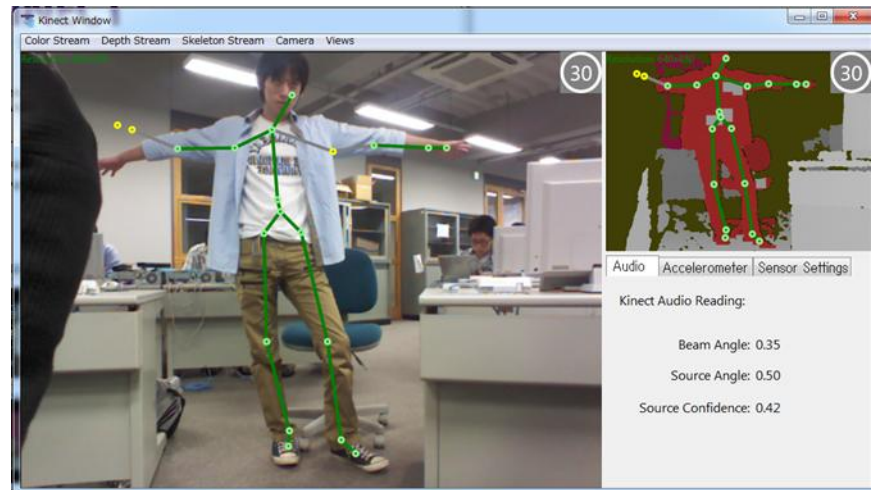 Kinect Window
Color Stream Depth Stream Skeleton Stream Camera Views
30
30
Audio Accelerometer Sensor Settings
Kinect Audio Reading:
Beam Angle: 0.35
Source Angle: 0.50
Source Confidence: 0.42